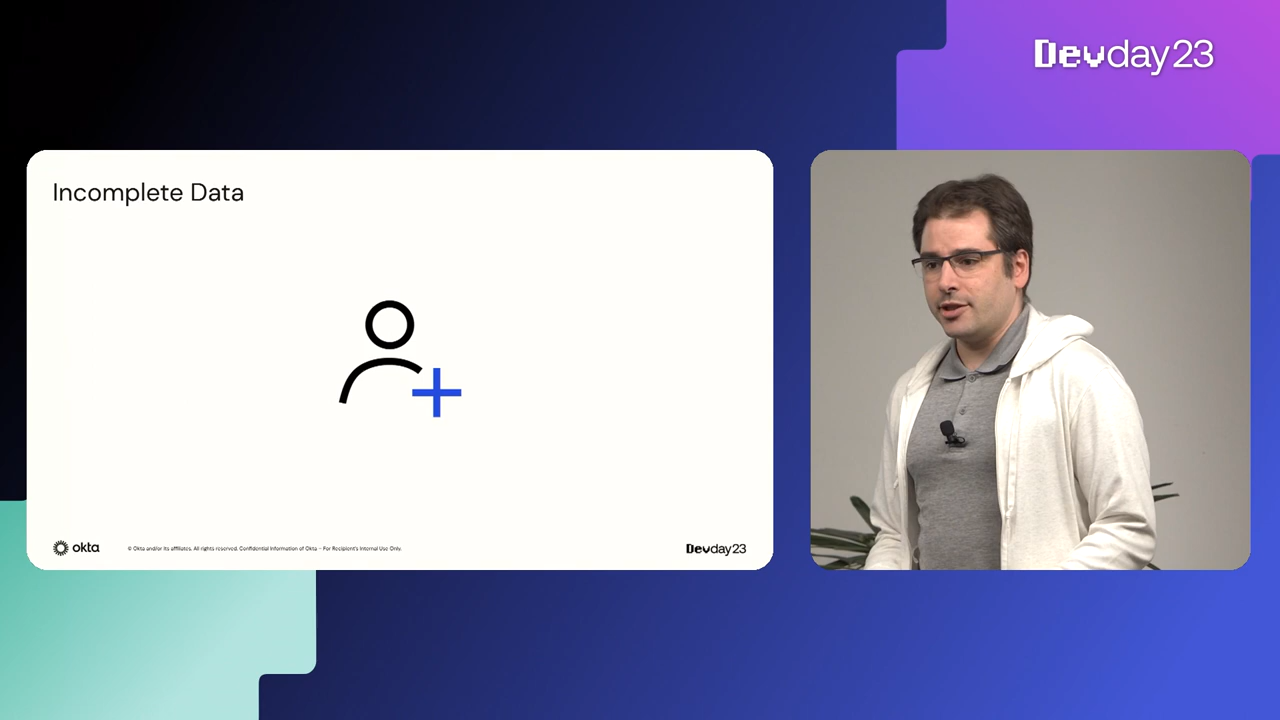 Devday23
Incomplete Data
okta
© Okta and/or its affiliates. All rights reserved. Confidential Information of Okta – For Recipient's Internal Use Only.
Devday23